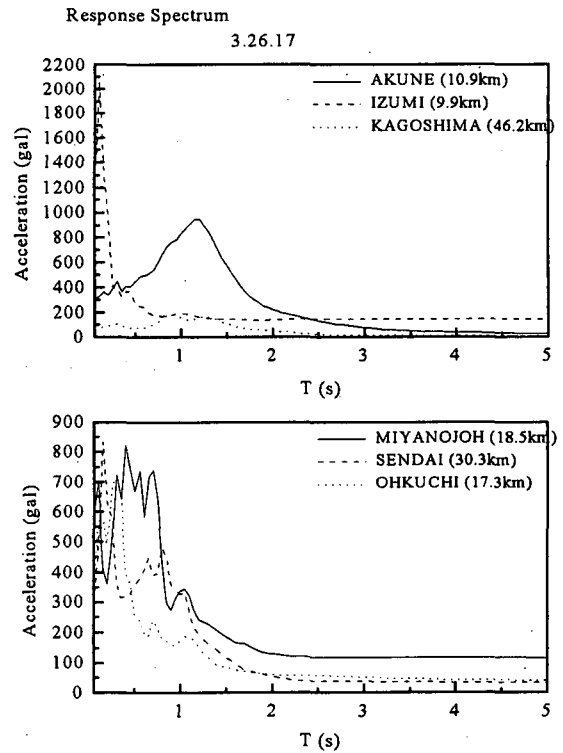 Response Spectrum
3.26.17
2200
2000
1800
1600
1400
1200
1000
800
600
400
200
0
Acceleration (gal)
AKUNE (10.9km)
IZUMI (9.9km)
KAGOSHIMA (46.2km)
1 2 3 4 5
T (s)
900
800
700
600
500
400
300
200
100
0
Acceleration (gal)
MIYANOJOH (18.5km)
SENDAI (30.3km)
OHKUCHI (17.3km)
1 2 3 4 5
T (s)